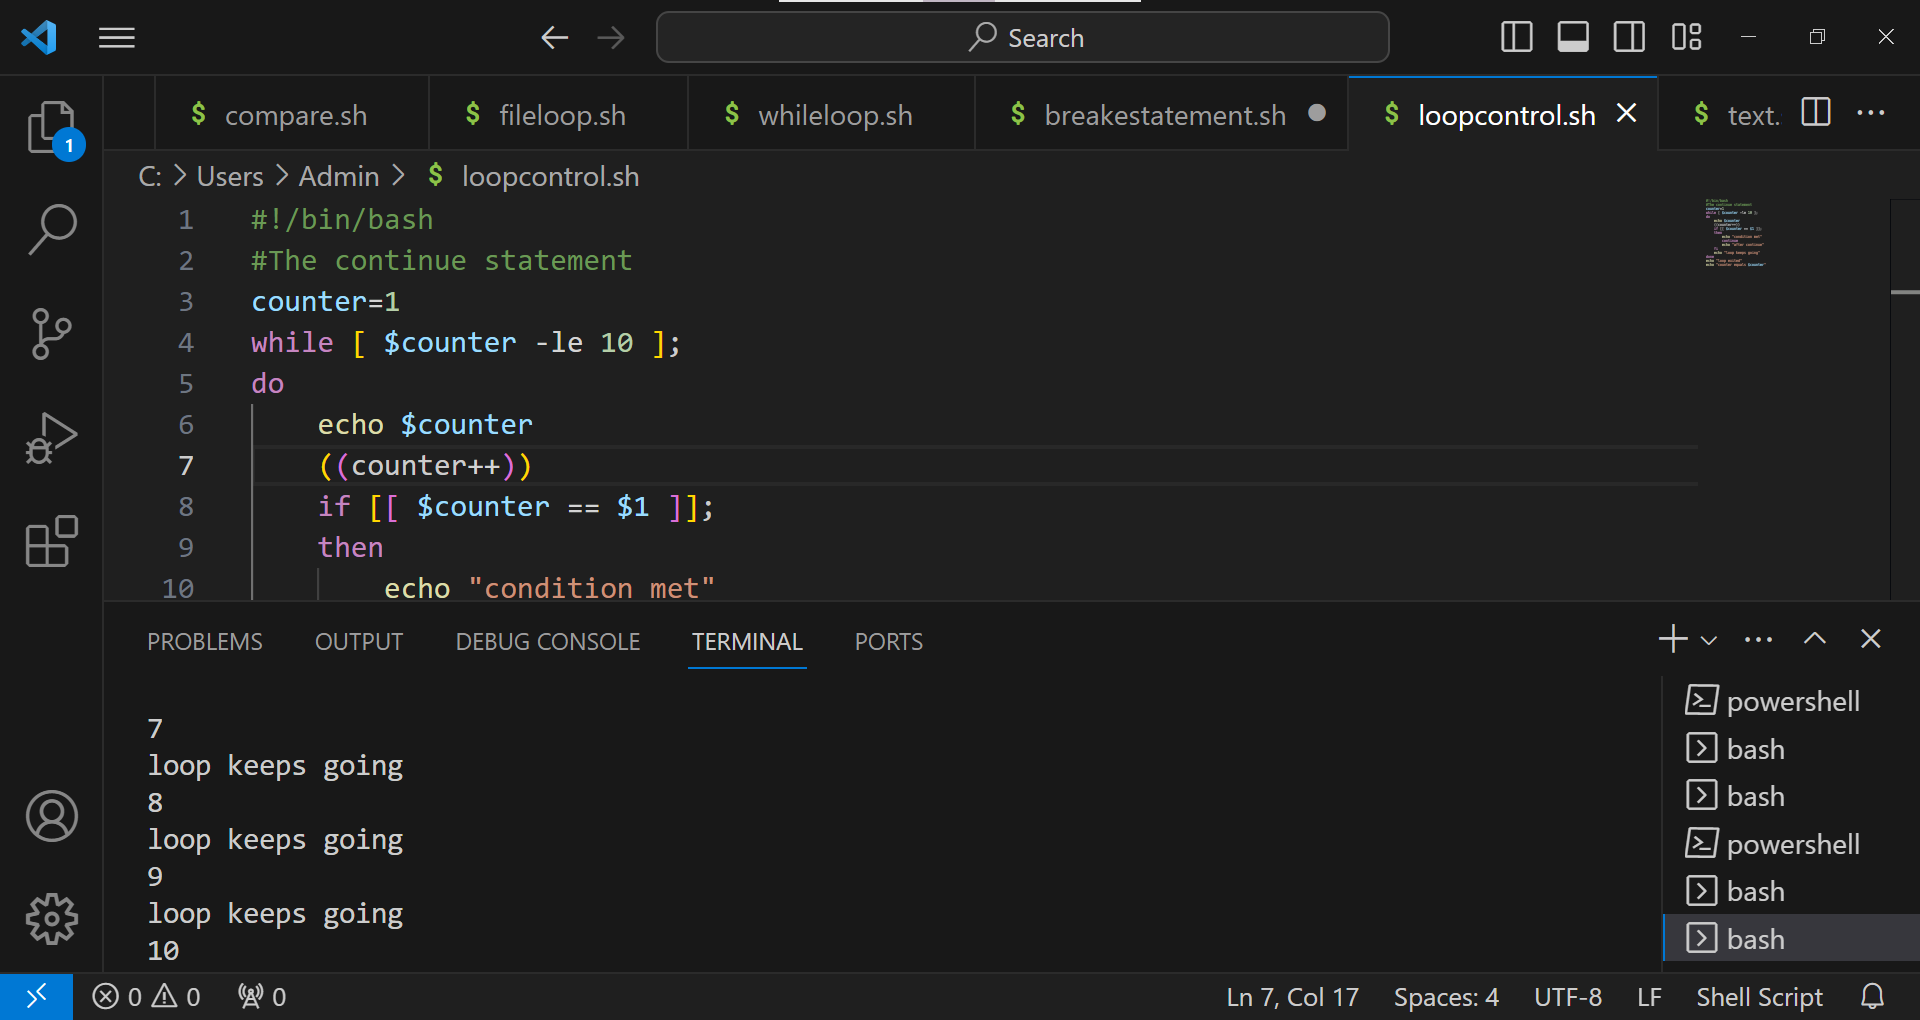 Search
compare.sh
fileloop.sh
whileloop.sh
breakestatement.sh
loopcontrol.sh
text.
1
C: > Users > Admin > $ loopcontrol.sh
1 #!/bin/bash
2 #The continue statement
3 counter=1
4 while [ $counter -le 10 ];
5 do
6 echo $counter
7 ((counter++))
8 if [[ $counter == $1 ]];
9 then
10 echo "condition met"
PROBLEMS OUTPUT DEBUG CONSOLE TERMINAL PORTS
7
loop keeps going
8
loop keeps going
9
loop keeps going
10
powershell
bash
bash
powershell
bash
bash
0 0 0
Ln 7, Col 17 Spaces: 4 UTF-8 LF Shell Script